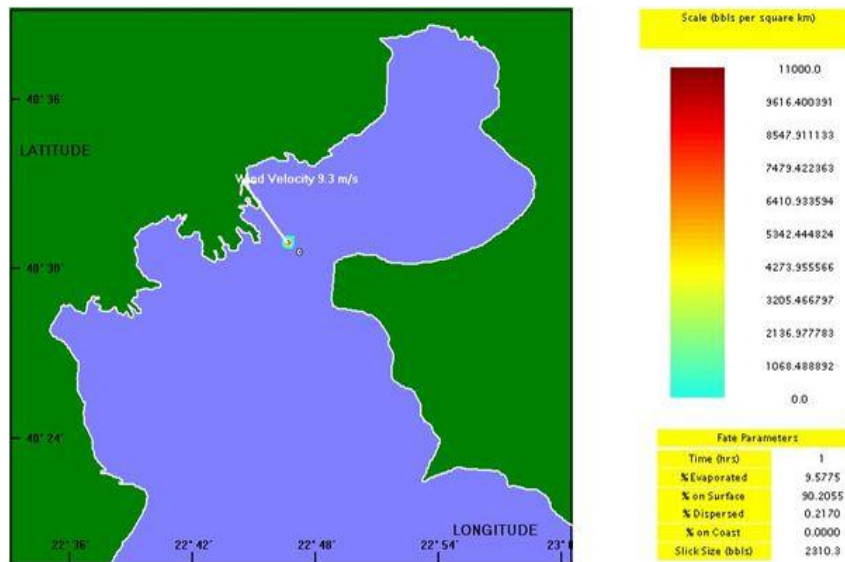 Scale (bbls per square km)
11000.0
9616.400391
8547.911133
7479.422363
6410.933594
5342.444824
4273.955566
3205.466797
2136.977783
1068.488892
0.0
40° 36'
LATITUDE
Wind Velocity 9.3 m/s
40° 30'
40° 24'
LONGITUDE
22° 36' 22° 42' 22° 48' 22° 54' 23° 0
Fate Parameters
Time (hrs) 1
% Evaporated 9.5775
% on Surface 90.2055
% Dispersed 0.2170
% on Coast 0.0000
Slick Size (bbls) 2310.3